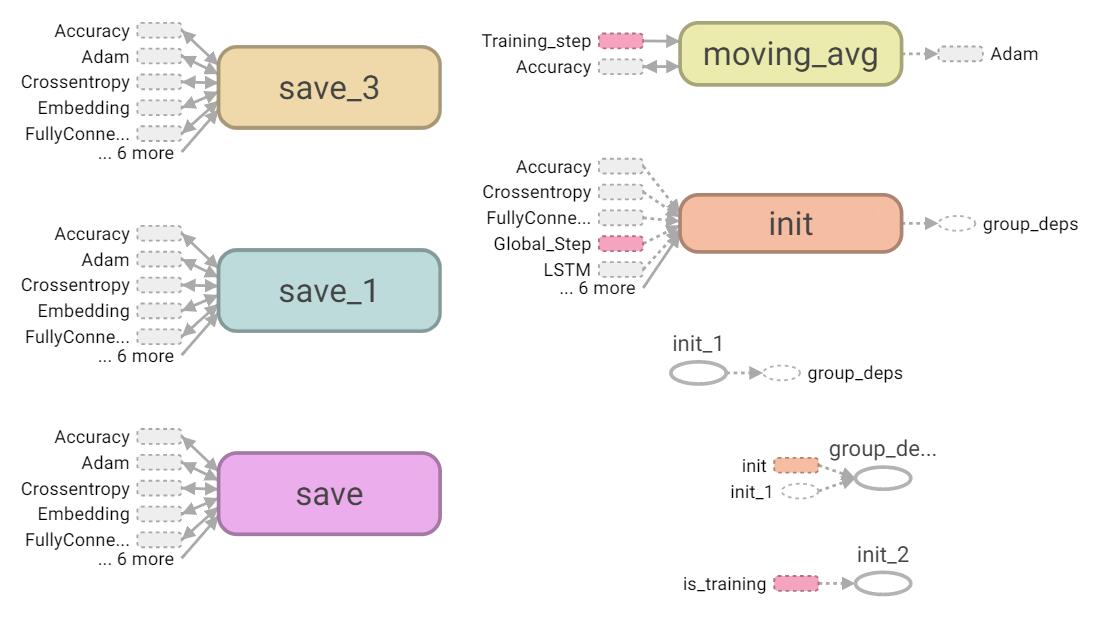 Accuracy
Adam
Crossentropy
Embedding
FullyConne...
... 6 more
save_3
Training_step
Accuracy
moving_avg
Adam
Accuracy
Crossentropy
FullyConne...
Global_Step
LSTM
... 6 more
init
group_deps
Accuracy
Adam
Crossentropy
Embedding
FullyConne...
... 6 more
save_1
init_1
group_deps
Accuracy
Adam
Crossentropy
Embedding
FullyConne...
... 6 more
save
group_de...
init
init_1
init_2
is_training